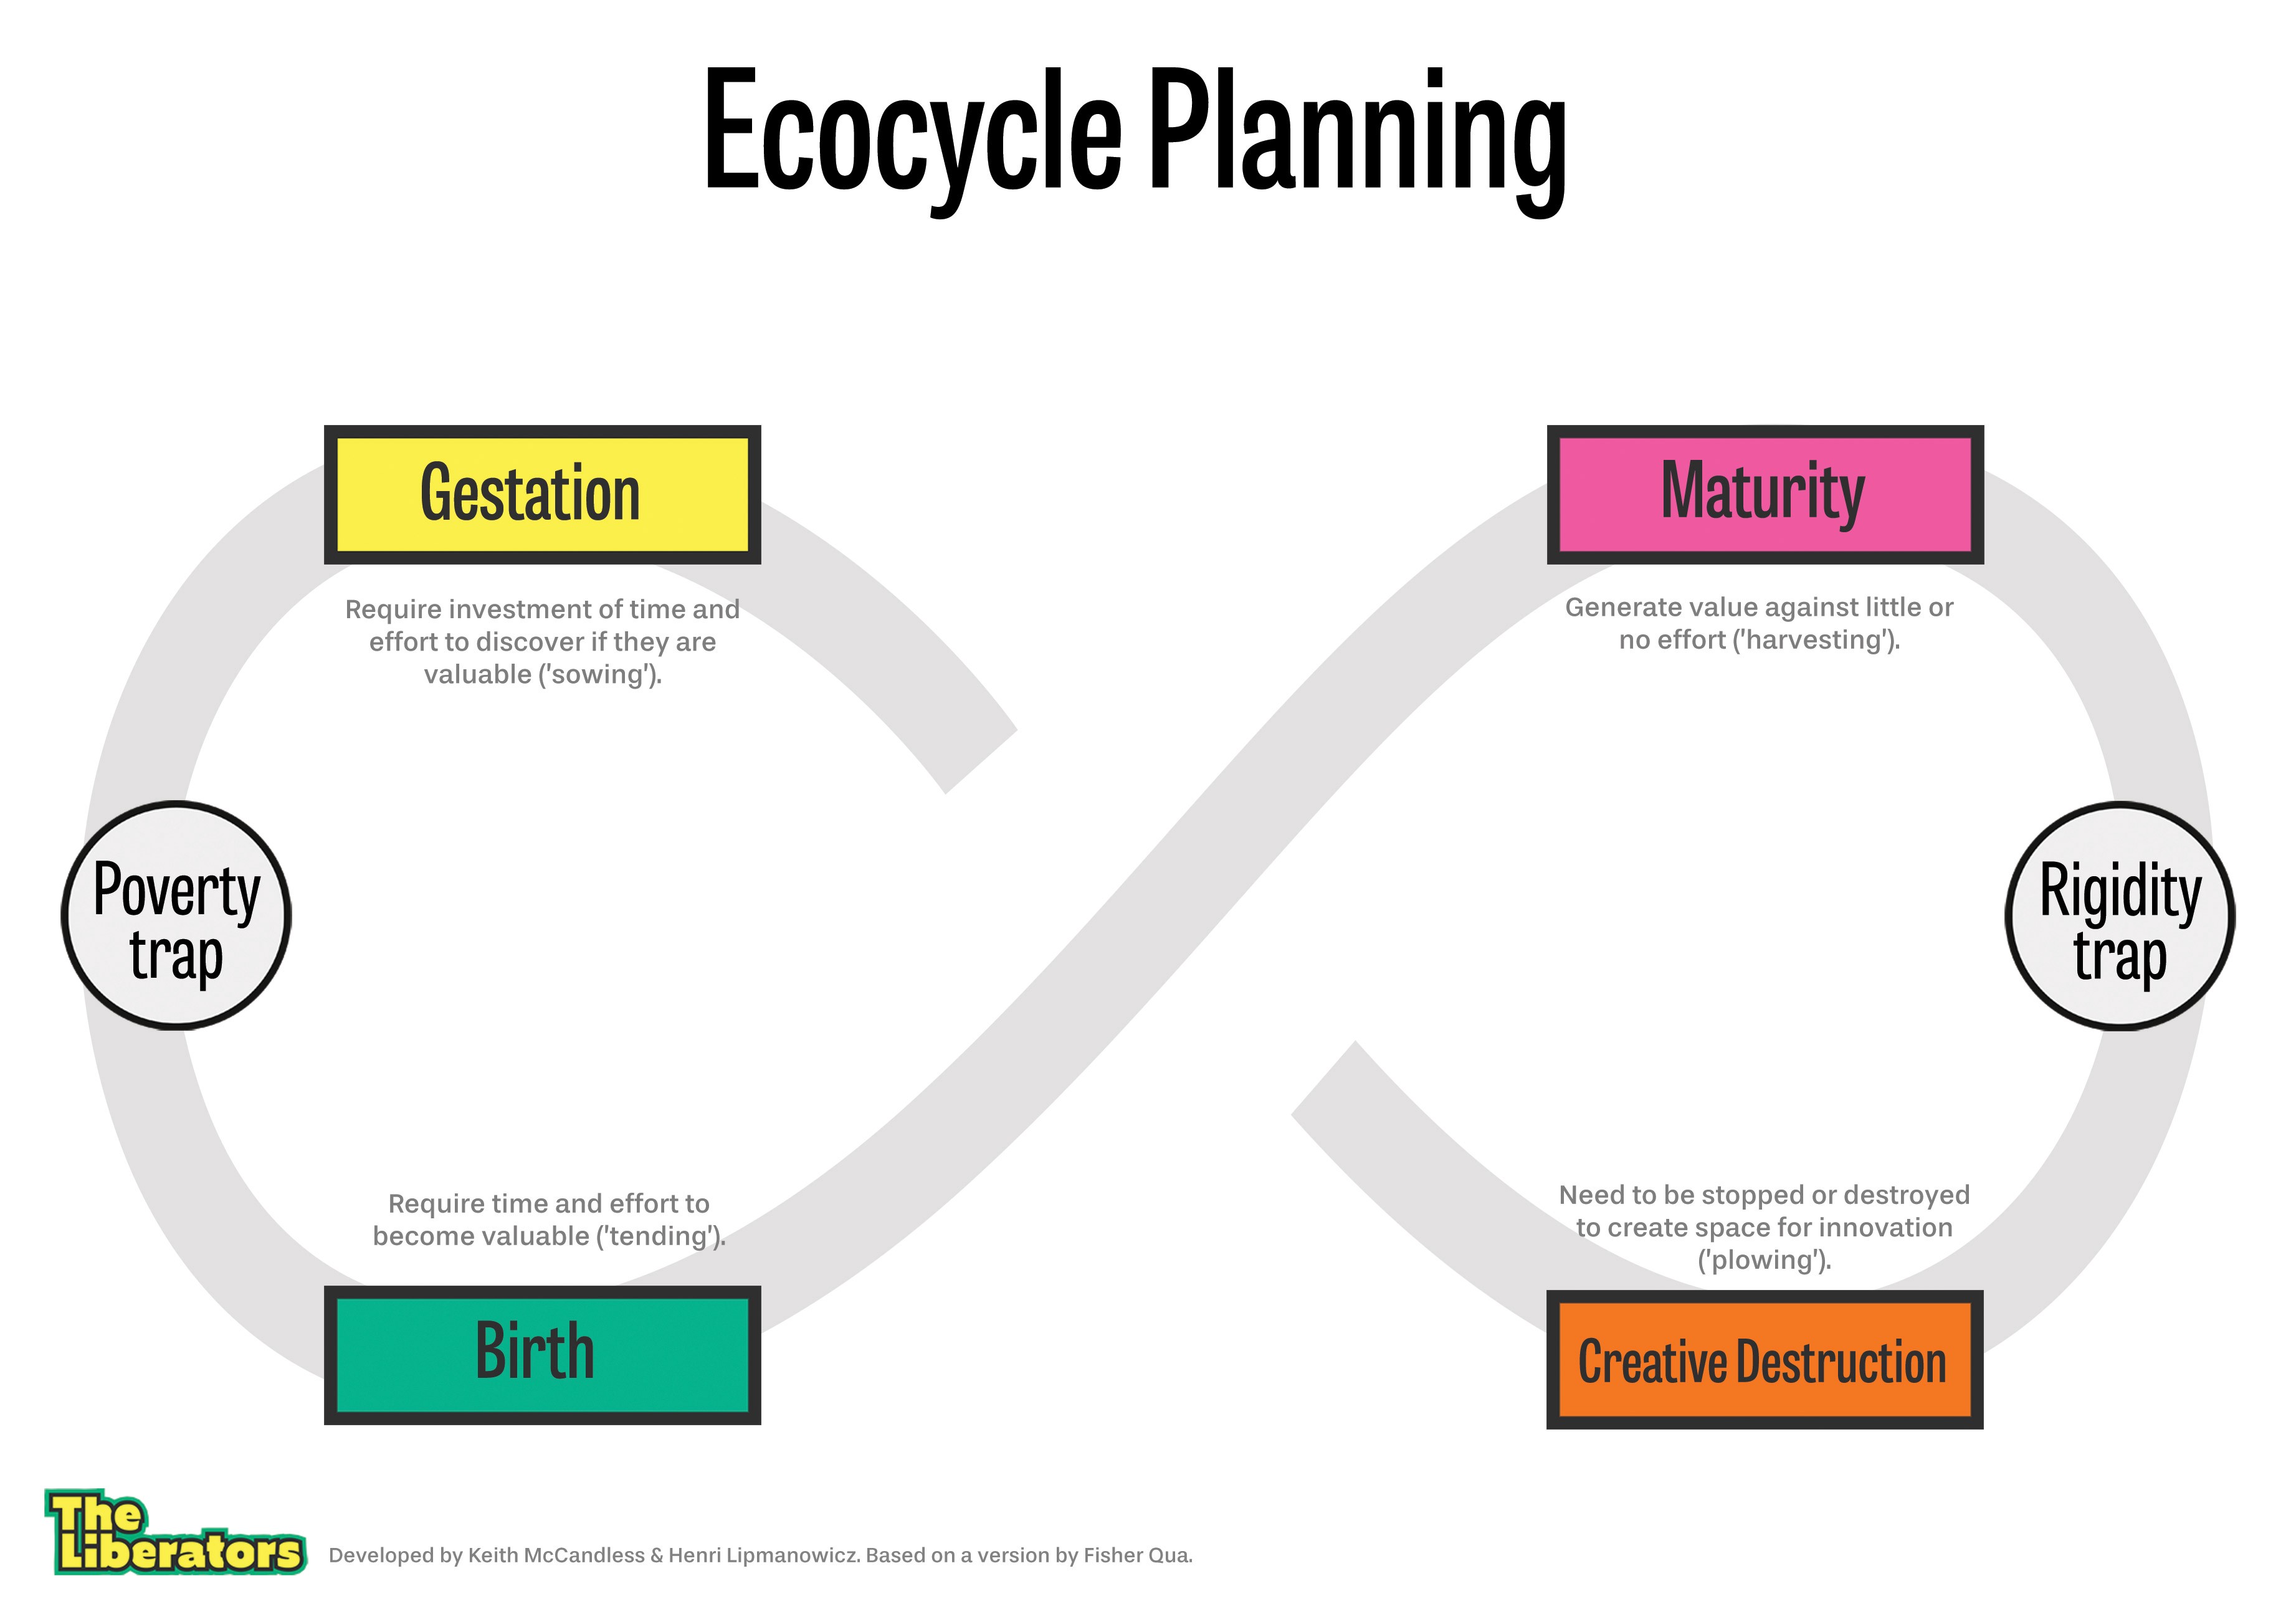 Ecocycle Planning
Gestation
Require investment of time and
effort to discover if they are
valuable ('sowing').
Maturity
Generate value against little or
no effort ('harvesting').
Poverty
trap
Rigidity
trap
Require time and effort to
become valuable ('tending').
Birth
Need to be stopped or destroyed
to create space for innovation
('plowing').
Creative Destruction
The
Liberators
Developed by Keith McCandless & Henri Lipmanowicz. Based on a version by Fisher Qua.